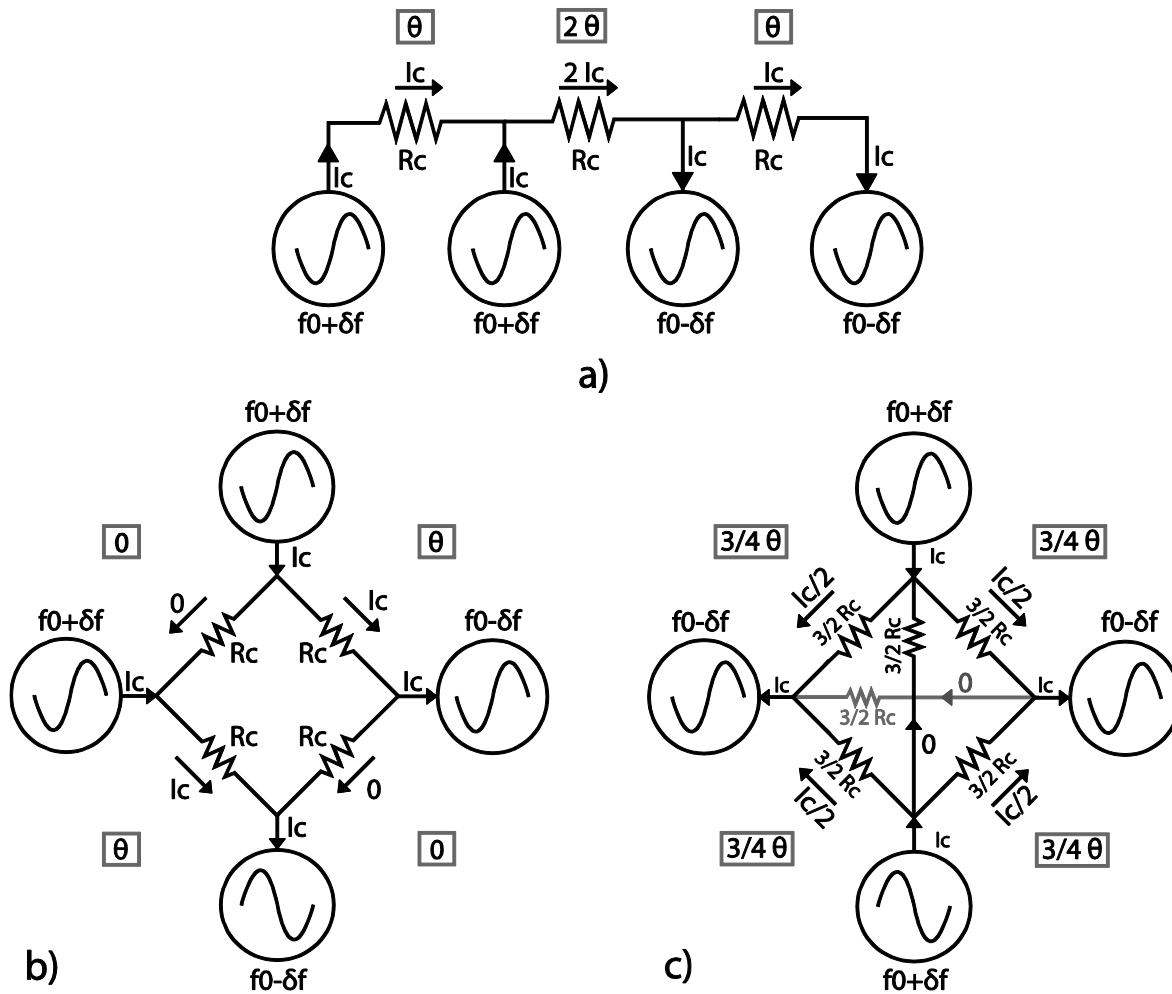 θ 2 θ θ
Ic 2 Ic Ic
Rc Rc Rc
Ic Ic Ic Ic
f0+δf f0+δf f0-δf f0-δf
a)
f0+δf
Ic
0 θ
0 Ic
f0+δf Rc Rc f0-δf
Ic Ic
Rc Rc
Ic 0
Ic
θ 0
f0-δf
b)
f0+δf
Ic
3/4 θ 3/4 θ
Ic/2 Ic/2
3/2 Rc 3/2 Rc 3/2 Rc
f0-δf f0-δf
Ic 0 Ic
3/2 Rc
0
3/2 Rc 3/2 Rc
Ic/2 Ic/2
Ic
3/4 θ 3/4 θ
f0+δf
c)